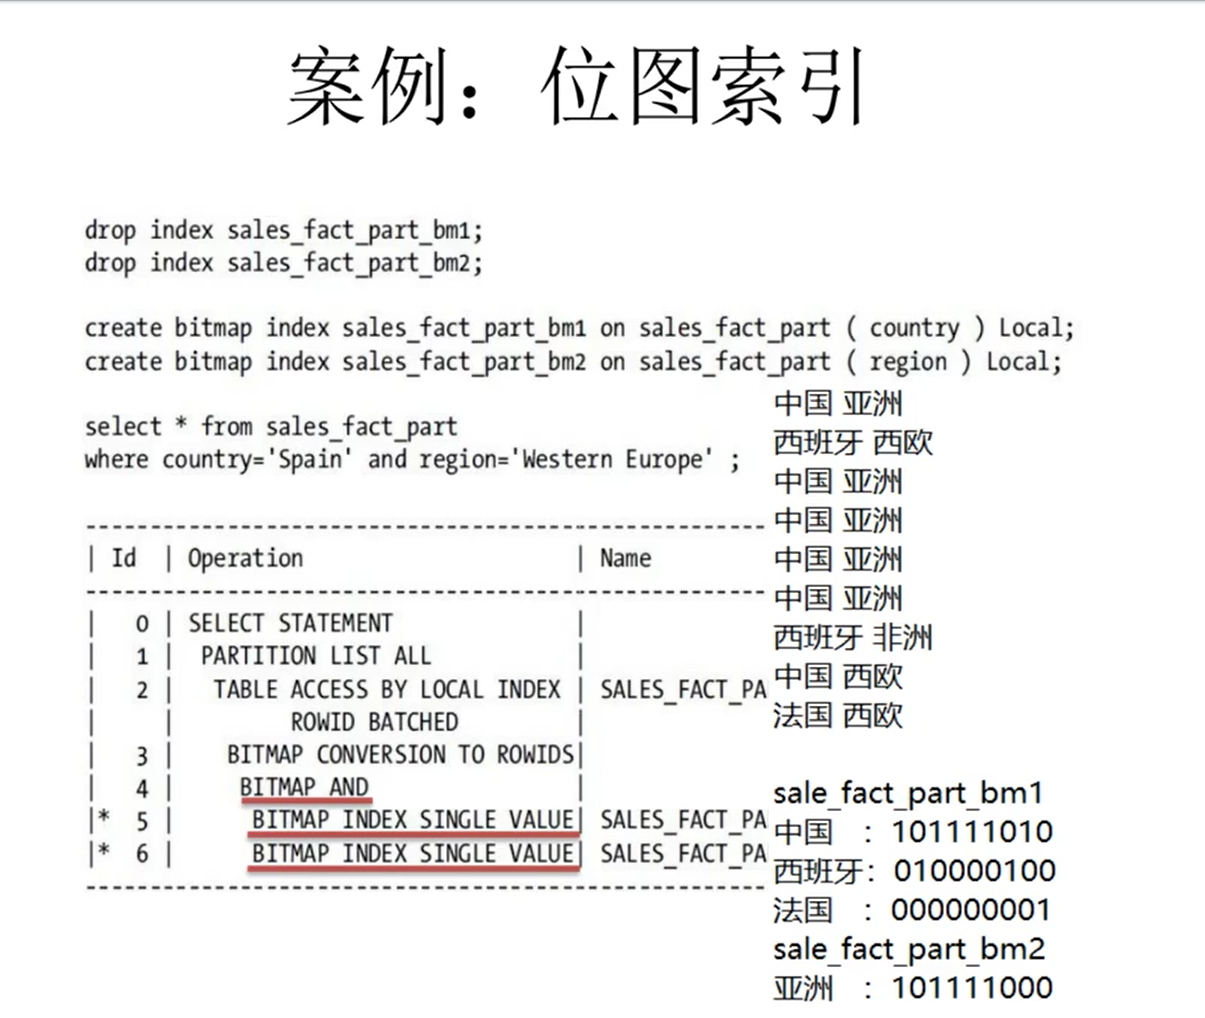 案例：位图索引
drop index sales_fact_part_bm1;
drop index sales_fact_part_bm2;
create bitmap index sales_fact_part_bm1 on sales_fact_part ( country ) Local;
create bitmap index sales_fact_part_bm2 on sales_fact_part ( region ) Local;
select * from sales_fact_part
where country='Spain' and region='Western Europe' ;
---------------------------------------------------------
| Id | Operation | Name
---------------------------------------------------------
| 0 | SELECT STATEMENT |
| 1 | PARTITION LIST ALL |
| 2 | TABLE ACCESS BY LOCAL INDEX | SALES_FACT_PA
| | ROWID BATCHED |
| 3 | BITMAP CONVERSION TO ROWIDS|
| 4 | BITMAP AND |
|* 5 | BITMAP INDEX SINGLE VALUE| SALES_FACT_PA
|* 6 | BITMAP INDEX SINGLE VALUE| SALES_FACT_PA
---------------------------------------------------------
中国 亚洲
西班牙 西欧
中国 亚洲
中国 亚洲
中国 亚洲
中国 亚洲
西班牙 非洲
中国 西欧
法国 西欧
sale_fact_part_bm1
中国 ：101111010
西班牙：010000100
法国 ：000000001
sale_fact_part_bm2
亚洲 ：101111000